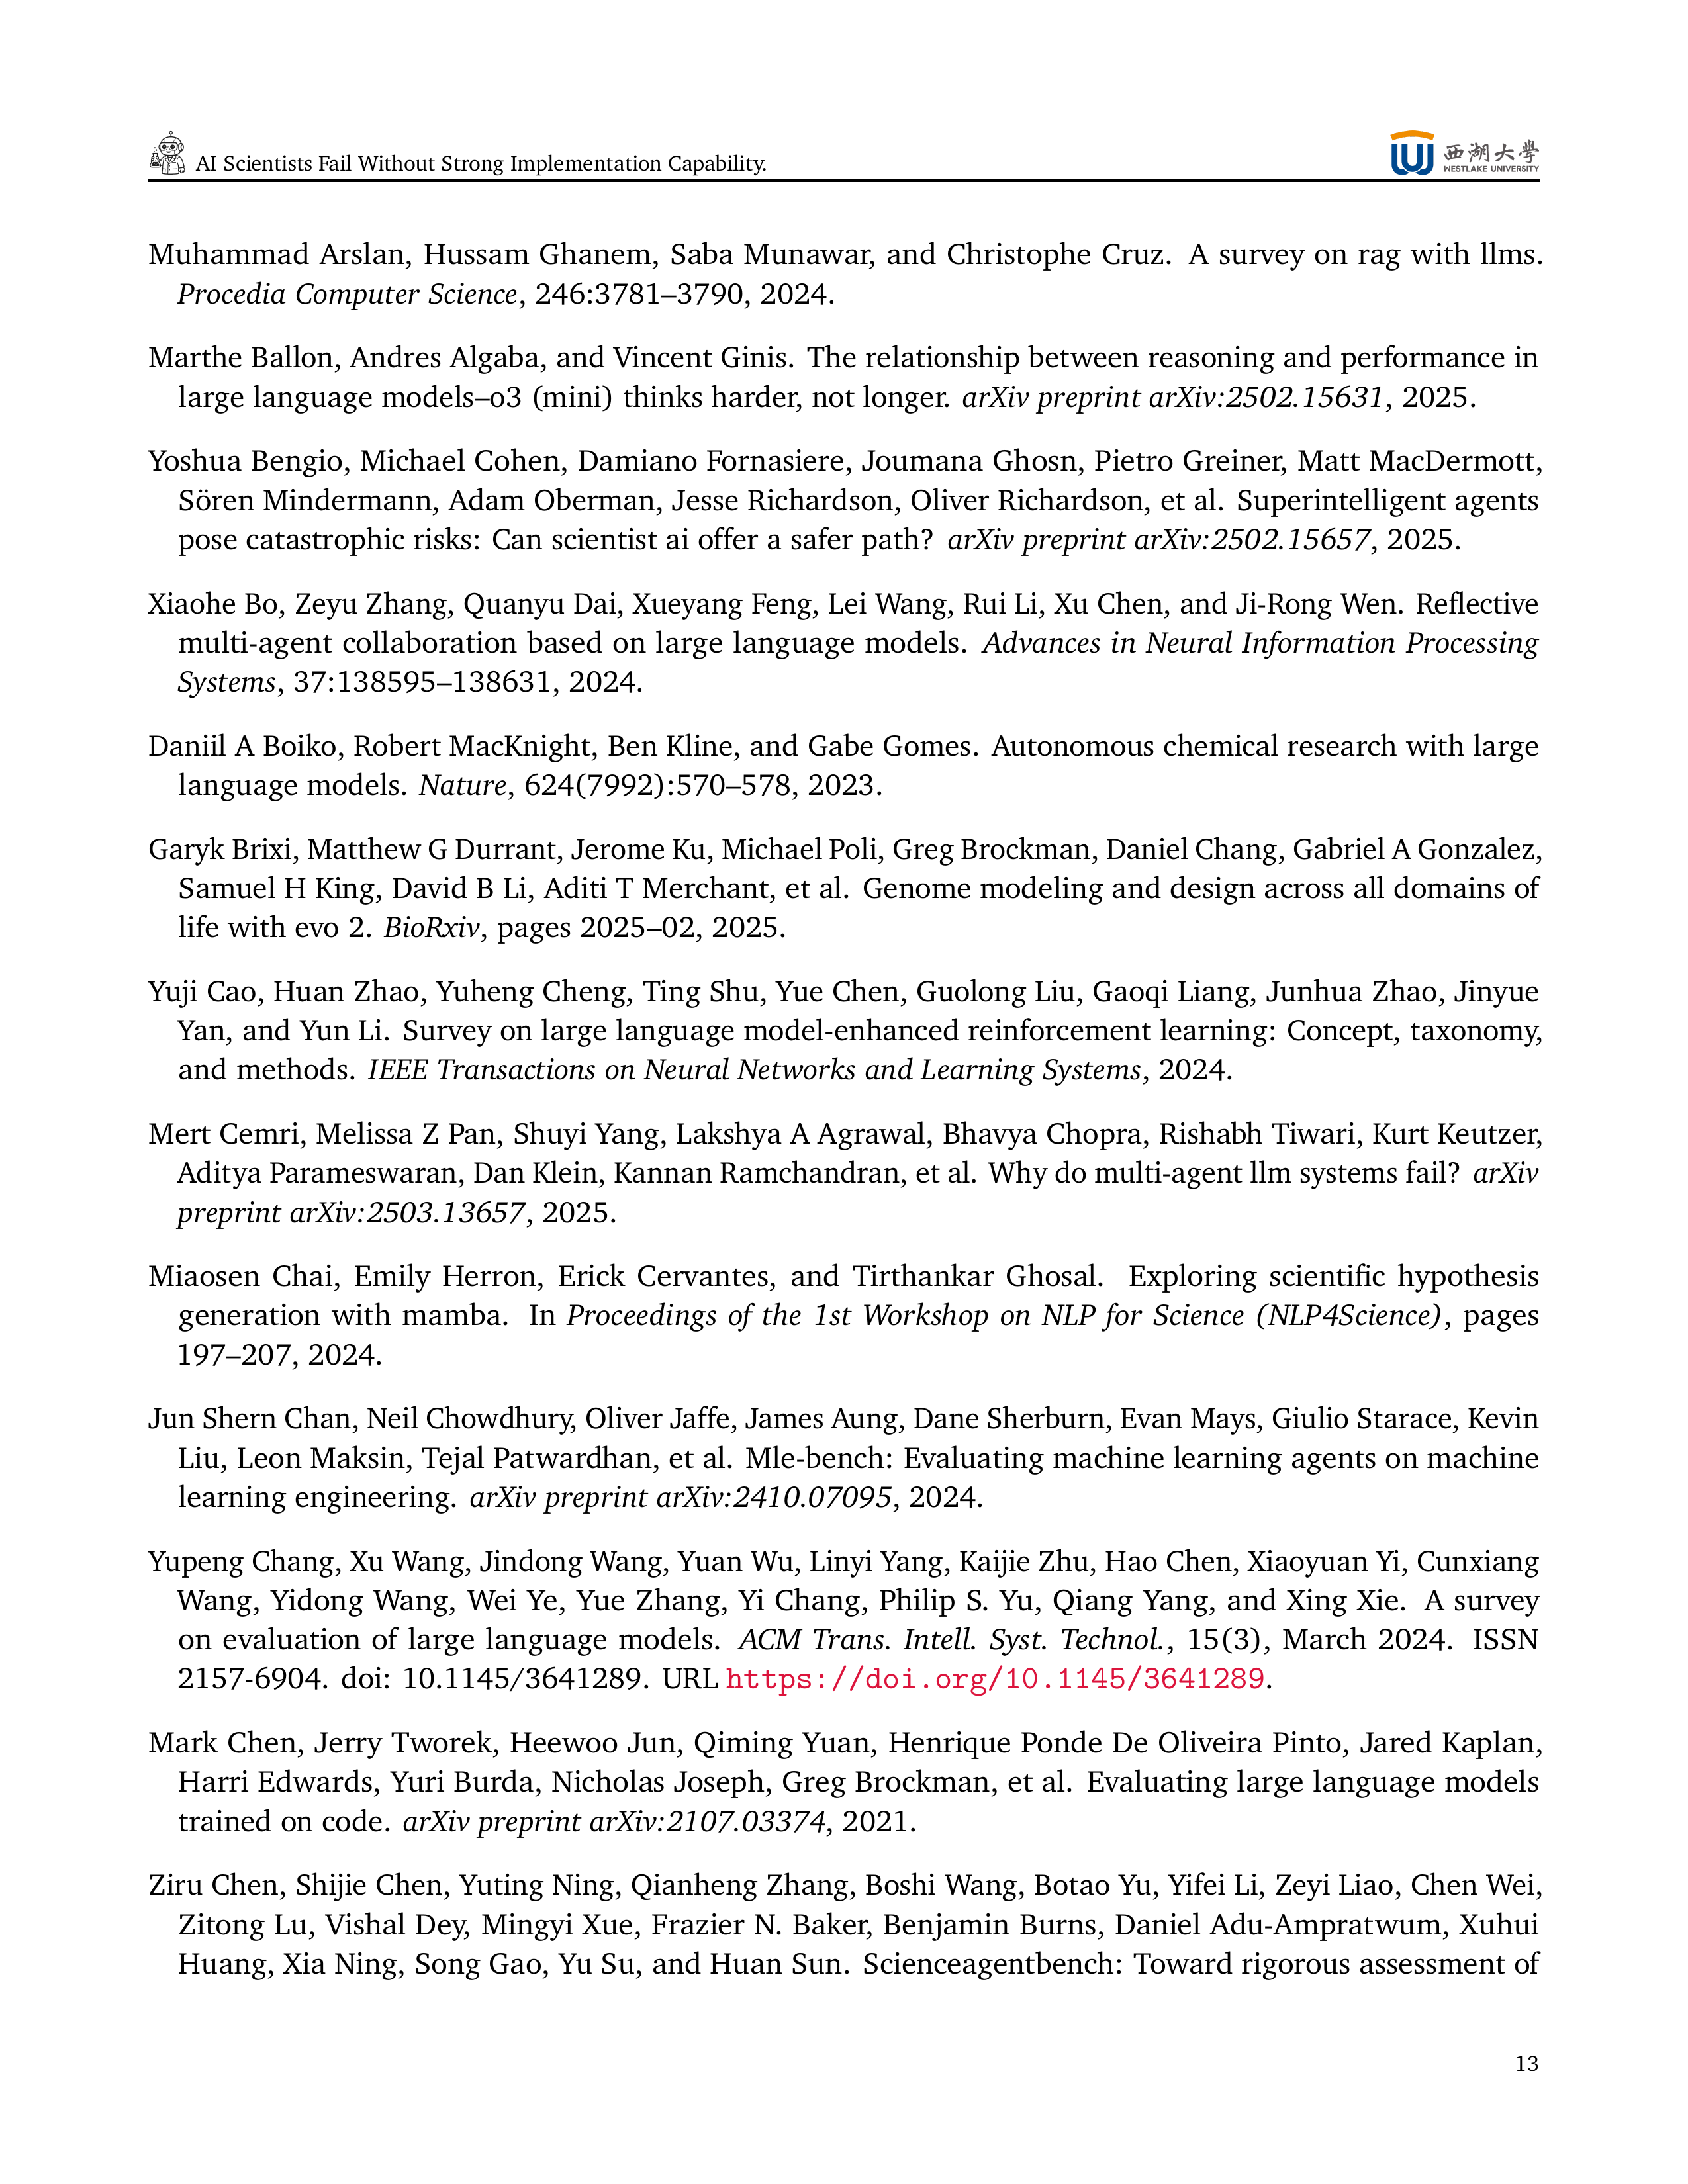 AI Scientists Fail Without Strong Implementation Capability.
西湖大學
WESTLAKE UNIVERSITY
Muhammad Arslan, Hussam Ghanem, Saba Munawar, and Christophe Cruz. A survey on rag with llms.
Procedia Computer Science, 246:3781–3790, 2024.
Marthe Ballon, Andres Algaba, and Vincent Ginis. The relationship between reasoning and performance in
large language models–o3 (mini) thinks harder, not longer. arXiv preprint arXiv:2502.15631, 2025.
Yoshua Bengio, Michael Cohen, Damiano Fornasiere, Joumana Ghosn, Pietro Greiner, Matt MacDermott,
Sören Mindermann, Adam Oberman, Jesse Richardson, Oliver Richardson, et al. Superintelligent agents
pose catastrophic risks: Can scientist ai offer a safer path? arXiv preprint arXiv:2502.15657, 2025.
Xiaohe Bo, Zeyu Zhang, Quanyu Dai, Xueyang Feng, Lei Wang, Rui Li, Xu Chen, and Ji-Rong Wen. Reflective
multi-agent collaboration based on large language models. Advances in Neural Information Processing
Systems, 37:138595–138631, 2024.
Daniil A Boiko, Robert MacKnight, Ben Kline, and Gabe Gomes. Autonomous chemical research with large
language models. Nature, 624(7992):570–578, 2023.
Garyk Brixi, Matthew G Durrant, Jerome Ku, Michael Poli, Greg Brockman, Daniel Chang, Gabriel A Gonzalez,
Samuel H King, David B Li, Aditi T Merchant, et al. Genome modeling and design across all domains of
life with evo 2. BioRxiv, pages 2025–02, 2025.
Yuji Cao, Huan Zhao, Yuheng Cheng, Ting Shu, Yue Chen, Guolong Liu, Gaoqi Liang, Junhua Zhao, Jinyue
Yan, and Yun Li. Survey on large language model-enhanced reinforcement learning: Concept, taxonomy,
and methods. IEEE Transactions on Neural Networks and Learning Systems, 2024.
Mert Cemri, Melissa Z Pan, Shuyi Yang, Lakshya A Agrawal, Bhavya Chopra, Rishabh Tiwari, Kurt Keutzer,
Aditya Parameswaran, Dan Klein, Kannan Ramchandran, et al. Why do multi-agent llm systems fail? arXiv
preprint arXiv:2503.13657, 2025.
Miaosen Chai, Emily Herron, Erick Cervantes, and Tirthankar Ghosal. Exploring scientific hypothesis
generation with mamba. In Proceedings of the 1st Workshop on NLP for Science (NLP4Science), pages
197–207, 2024.
Jun Shern Chan, Neil Chowdhury, Oliver Jaffe, James Aung, Dane Sherburn, Evan Mays, Giulio Starace, Kevin
Liu, Leon Maksin, Tejal Patwardhan, et al. Mle-bench: Evaluating machine learning agents on machine
learning engineering. arXiv preprint arXiv:2410.07095, 2024.
Yupeng Chang, Xu Wang, Jindong Wang, Yuan Wu, Linyi Yang, Kaijie Zhu, Hao Chen, Xiaoyuan Yi, Cunxiang
Wang, Yidong Wang, Wei Ye, Yue Zhang, Yi Chang, Philip S. Yu, Qiang Yang, and Xing Xie. A survey
on evaluation of large language models. ACM Trans. Intell. Syst. Technol., 15(3), March 2024. ISSN
2157-6904. doi: 10.1145/3641289. URL https://doi.org/10.1145/3641289.
Mark Chen, Jerry Tworek, Heewoo Jun, Qiming Yuan, Henrique Ponde De Oliveira Pinto, Jared Kaplan,
Harri Edwards, Yuri Burda, Nicholas Joseph, Greg Brockman, et al. Evaluating large language models
trained on code. arXiv preprint arXiv:2107.03374, 2021.
Ziru Chen, Shijie Chen, Yuting Ning, Qianheng Zhang, Boshi Wang, Botao Yu, Yifei Li, Zeyi Liao, Chen Wei,
Zitong Lu, Vishal Dey, Mingyi Xue, Frazier N. Baker, Benjamin Burns, Daniel Adu-Ampratwum, Xuhui
Huang, Xia Ning, Song Gao, Yu Su, and Huan Sun. Scienceagentbench: Toward rigorous assessment of
13